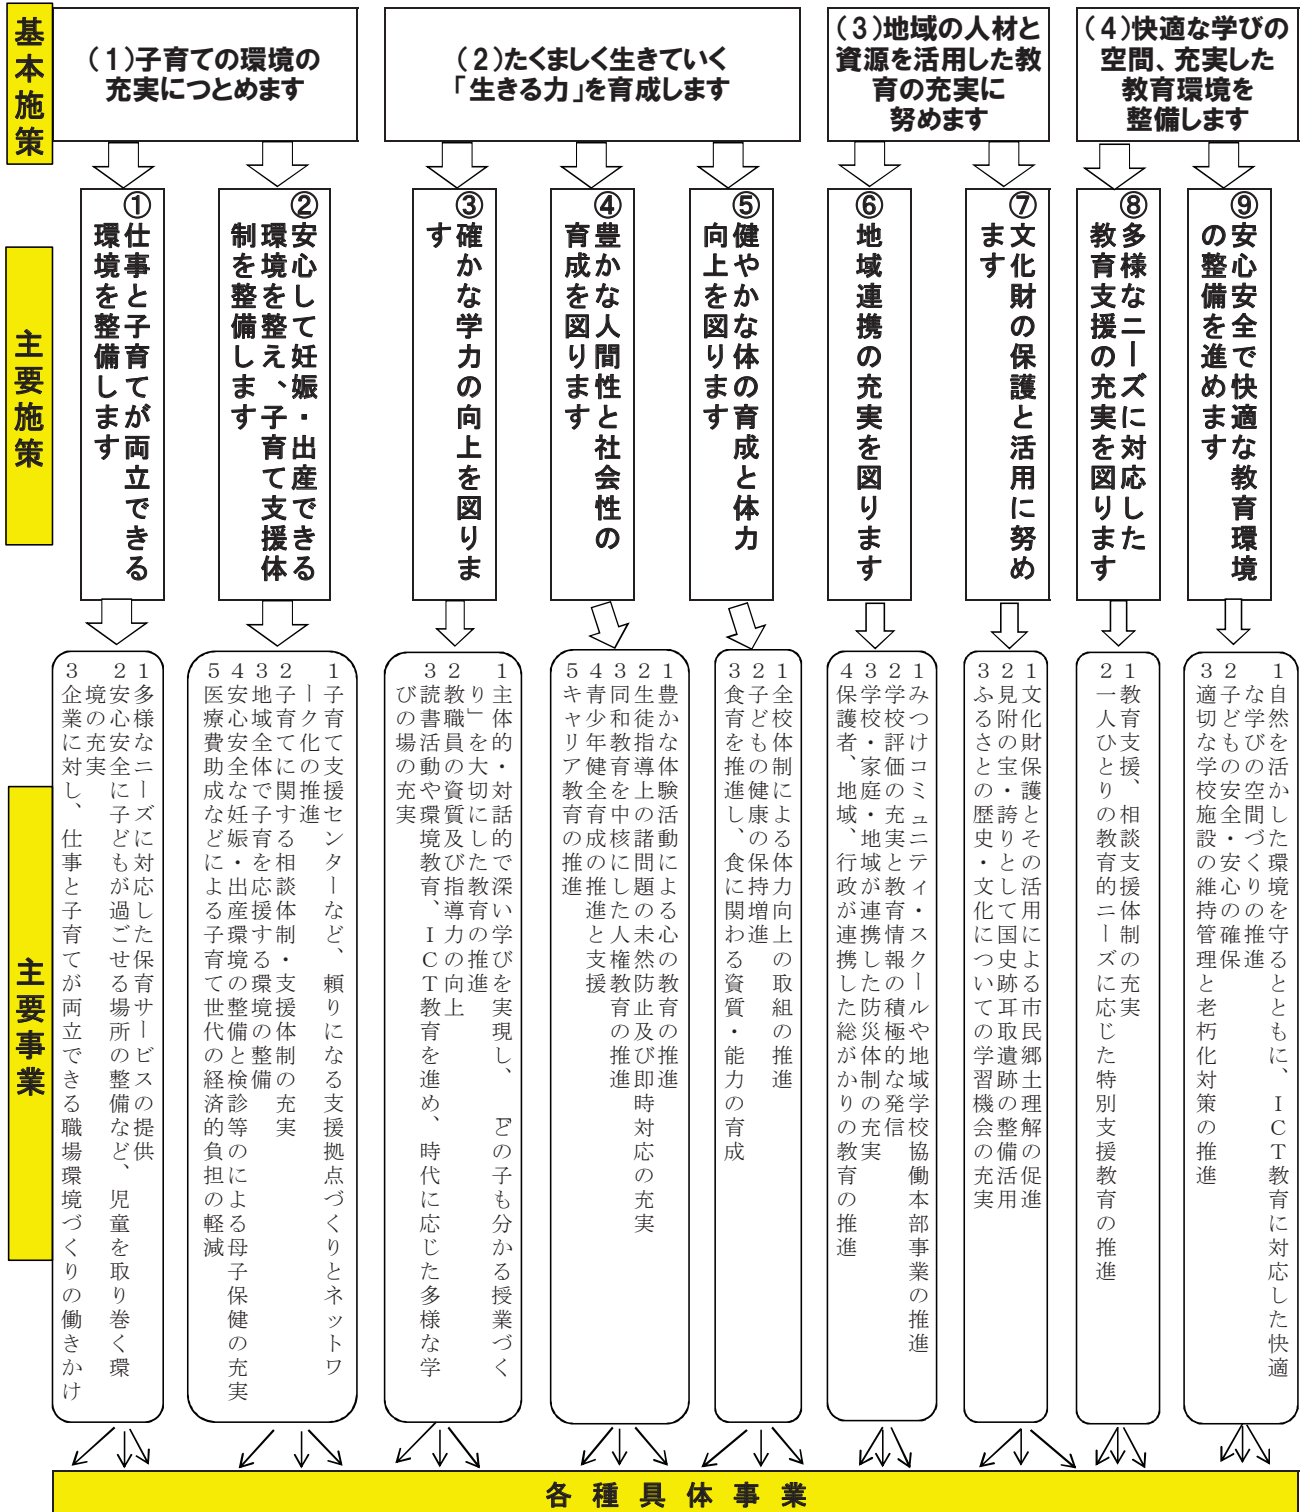 基本施策
(1)子育ての環境の
充実につとめます
(2)たくましく生きていく
「生きる力」を育成します
(3)地域の人材と
資源を活用した教
育の充実に
努めます
(4)快適な学びの
空間、充実した
教育環境を
整備します
主要施策
①
仕事と子育てが両立できる
環境を整備します
②
安心して妊娠・出産できる
環境を整え、子育て支援体
制を整備します
③
確かな学力の向上を図りま
す
④
豊かな人間性と社会性の
育成を図ります
⑤
健やかな体の育成と体力
向上を図ります
⑥
地域連携の充実を図ります
⑦
文化財の保護と活用に努め
ます
⑧
多様なニーズに対応した
教育支援の充実を図ります
⑨
安心安全で快適な教育環境
の整備を進めます
主要事業
1多様なニーズに対応した保育サービスの提供
2安心安全に子どもが過ごせる場所の整備など、児童を取り巻く環
境の充実
3企業に対し、仕事と子育てが両立できる職場環境づくりの働きかけ
1子育て支援センターなど、頼りになる支援拠点づくりとネットワ
ーク化の推進
2子育てに関する相談体制・支援体制の充実
3地域全体で子育を応援する環境の整備
4安心安全な妊娠・出産環境の整備と検診等のによる母子保健の充実
5医療費助成などによる子育て世代の経済的負担の軽減
1主体的・対話的で深い学びを実現し、『どの子も分かる授業づく
り」を大切にした教育の推進
2教職員の資質及び指導力の向上
3読書活動や環境教育、ICT教育を進め、時代に応じた多様な学
びの場の充実
1豊かな体験活動による心の教育の推進
2生徒指導上の諸問題の未然防止及び即時対応の充実
3同和教育を中核にした人権教育の推進
4青少年健全育成の推進と支援
5キャリア教育の推進
1全校体制による体力向上の取組の推進
2子どもの健康の保持増進
3食育を推進し、食に関わる資質・能力の育成
1みつけコミュニティ・スクールや地域学校協働本部事業の推進
2学校評価の充実と教育情報の積極的な発信
3学校・家庭・地域が連携した防災体制の充実
4保護者、地域、行政が連携した総がかりの教育の推進
1文化財保護とその活用による市民郷土理解の促進
2見附の宝・誇りとして国史跡耳取遺跡の整備活用
3ふるさとの歴史・文化についての学習機会の充実
1教育支援、相談支援体制の充実
2一人ひとりの教育的ニーズに応じた特別支援教育の推進
1自然を活かした環境を守るとともに、ICT教育に対応した快適
な学びの空間づくりの推進
2子どもの安全・安心の確保
3適切な学校施設の維持管理と老朽化対策の推進
各種具体事業